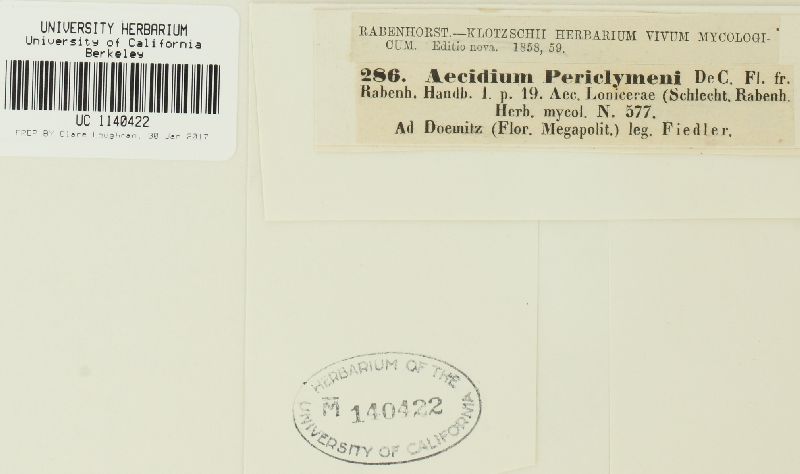 UNIVERSITY HERBARIUM
University of California
Berkeley
UC 1140422
PREP BY Clare Loughran, 30 Jan 2017
RABENHORST.—KLOTZSCHII HERBARIUM VIVUM MYCOLOGI-
CUM. Editio nova. 1858, 59.
286. Aecidium Periclymeni DeC. Fl. fr.
Rabenh. Handb. 1. p. 19. Aec. Lonicerae (Schlecht. Rabenh.
Herb. mycol. N. 577.
Ad Doemitz (Flor. Megapolit.) leg. Fiedler.
HERBARIUM OF THE
M 140422
UNIVERSITY OF CALIFORNIA